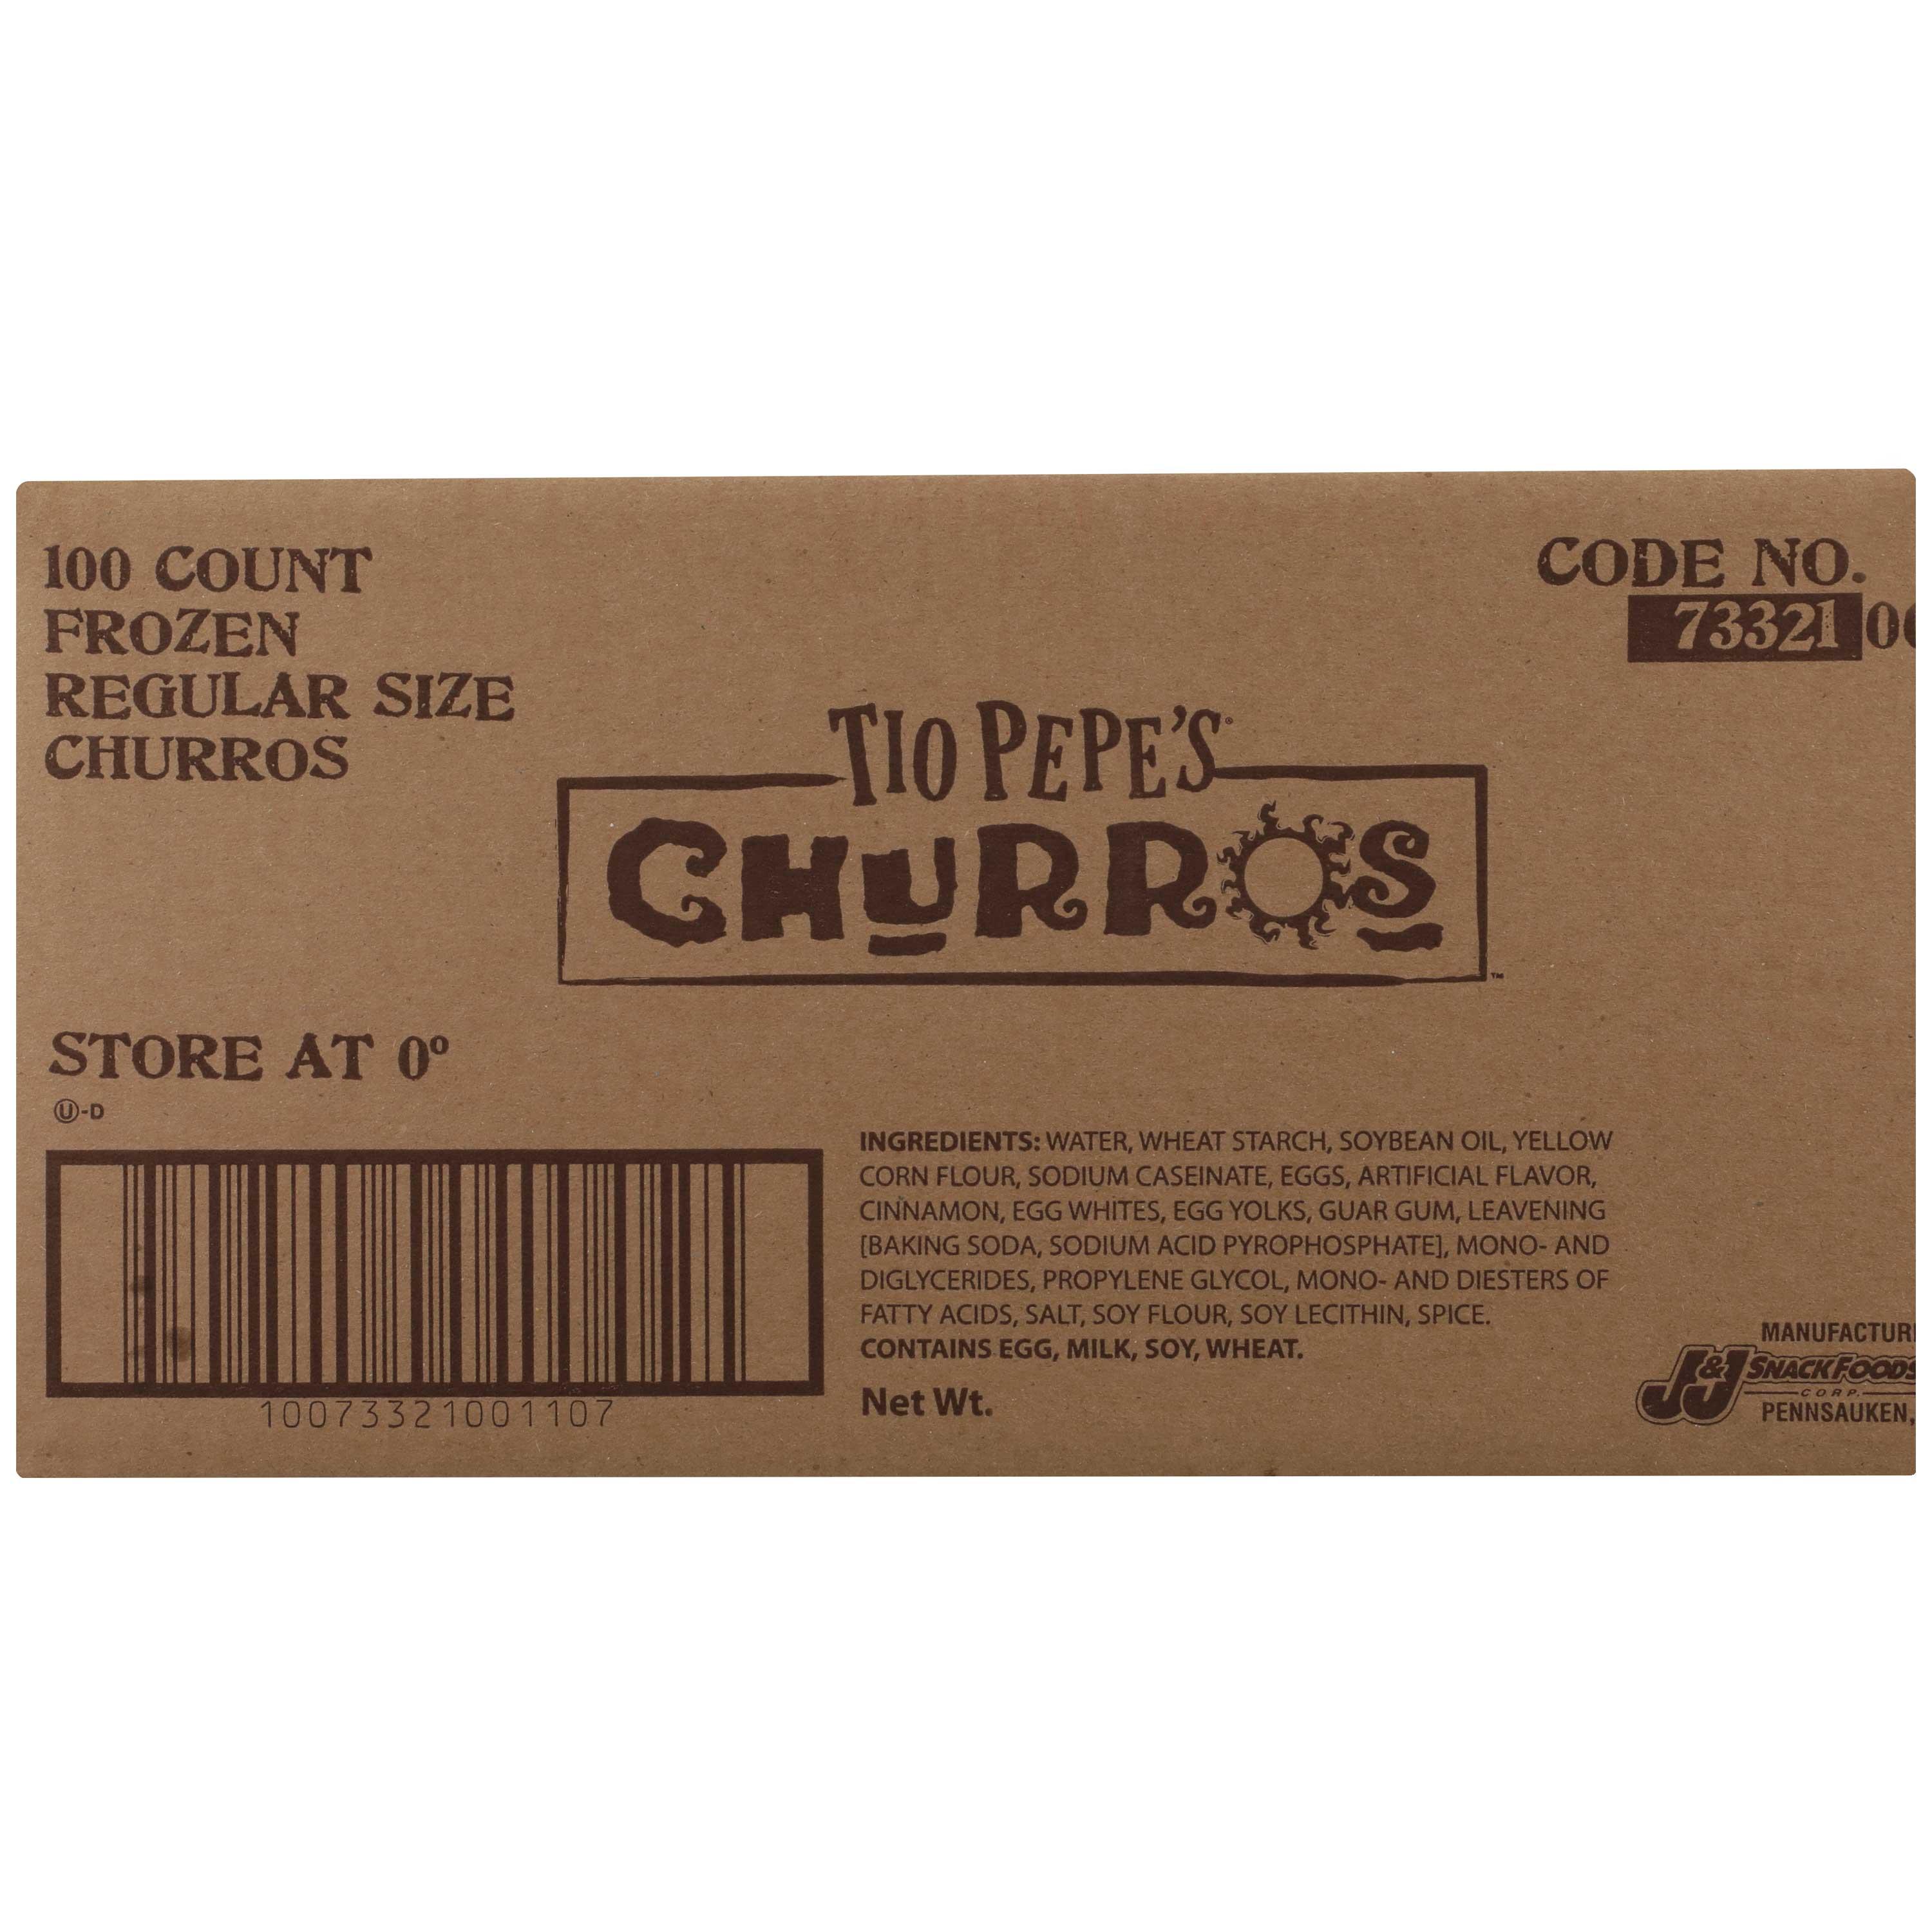 100 COUNT
FROZEN
REGULAR SIZE
CHURROS
CODE NO.
73321
TIO PEPE'S®
CHURROS™
STORE AT 0°
Ⓤ-D
10073321001107
INGREDIENTS: WATER, WHEAT STARCH, SOYBEAN OIL, YELLOW
CORN FLOUR, SODIUM CASEINATE, EGGS, ARTIFICIAL FLAVOR,
CINNAMON, EGG WHITES, EGG YOLKS, GUAR GUM, LEAVENING
[BAKING SODA, SODIUM ACID PYROPHOSPHATE], MONO- AND
DIGLYCERIDES, PROPYLENE GLYCOL, MONO- AND DIESTERS OF
FATTY ACIDS, SALT, SOY FLOUR, SOY LECITHIN, SPICE.
CONTAINS EGG, MILK, SOY, WHEAT.
Net Wt.
J&J SNACK FOODS
CORP.
PENNSAUKEN,